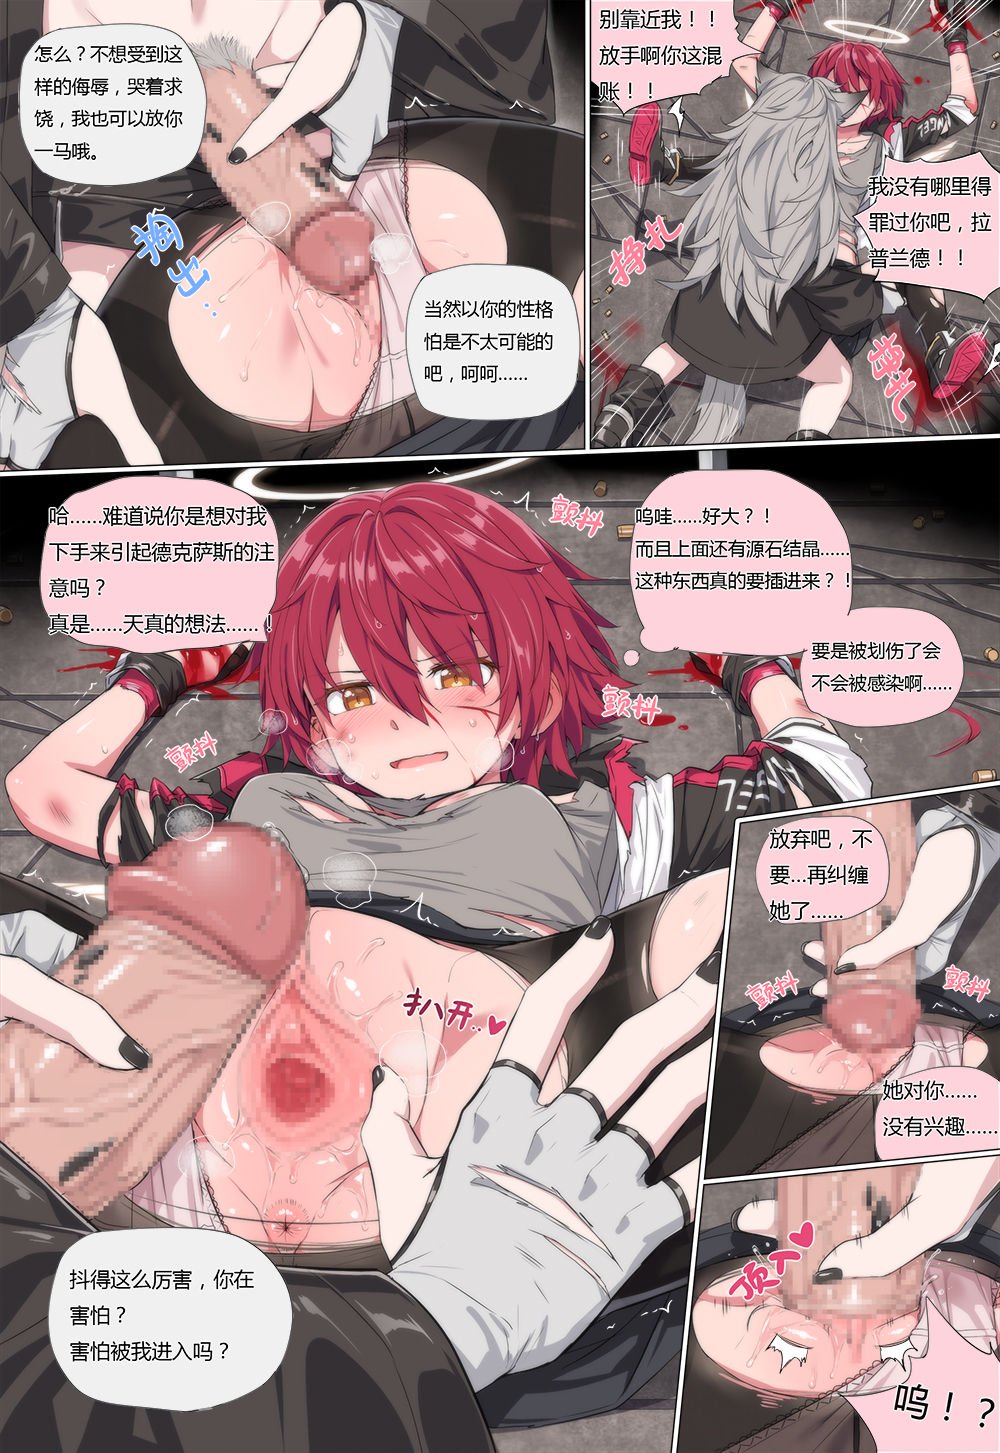 别靠近我！！
放手啊你这混
账！！
我没有哪里得
罪过你吧，拉
普兰德！！
挣扎
挣扎
怎么？不想受到这
样的侮辱，哭着求
饶，我也可以放你
一马哦。
掏出..
当然以你的性格
怕是不太可能的
吧，呵呵……
呜哇……好大？！
而且上面还有源石结晶……
这种东西真的要插进来？！
要是被划伤了会
不会被感染啊……
哈……难道说你是想对我
下手来引起德克萨斯的注
意吗？
真是……天真的想法……！
颤抖
颤抖
颤抖
扒开..♥
抖得这么厉害，你在
害怕？
害怕被我进入吗？
放弃吧，不
要…再纠缠
她了……
颤抖
颤抖
她对你……
没有兴趣……
顶入♥
呜！？